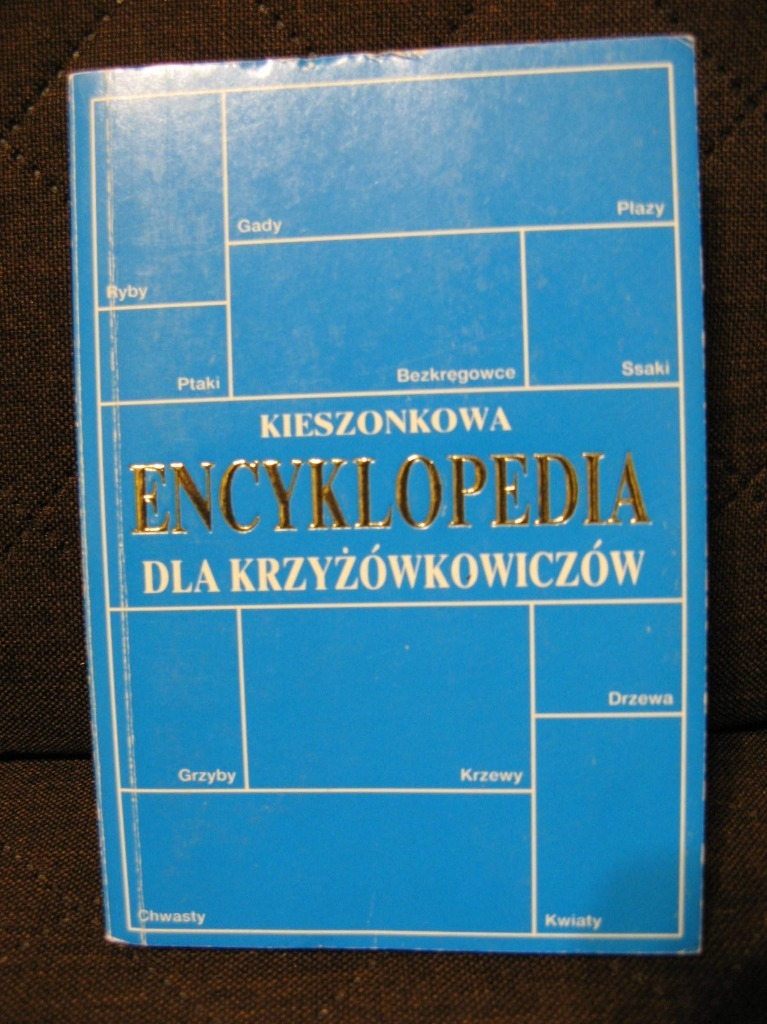 Gady
Płazy
Ryby
Ptaki
Bezkręgowce
Ssaki
KIESZONKOWA
ENCYKLOPEDIA
DLA KRZYŻÓWKOWICZÓW
Drzewa
Grzyby
Krzewy
Chwasty
Kwiaty